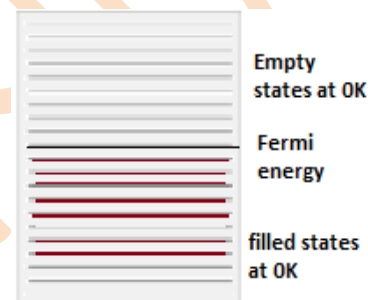 Empty
states at 0K
Fermi
energy
filled states
at 0K